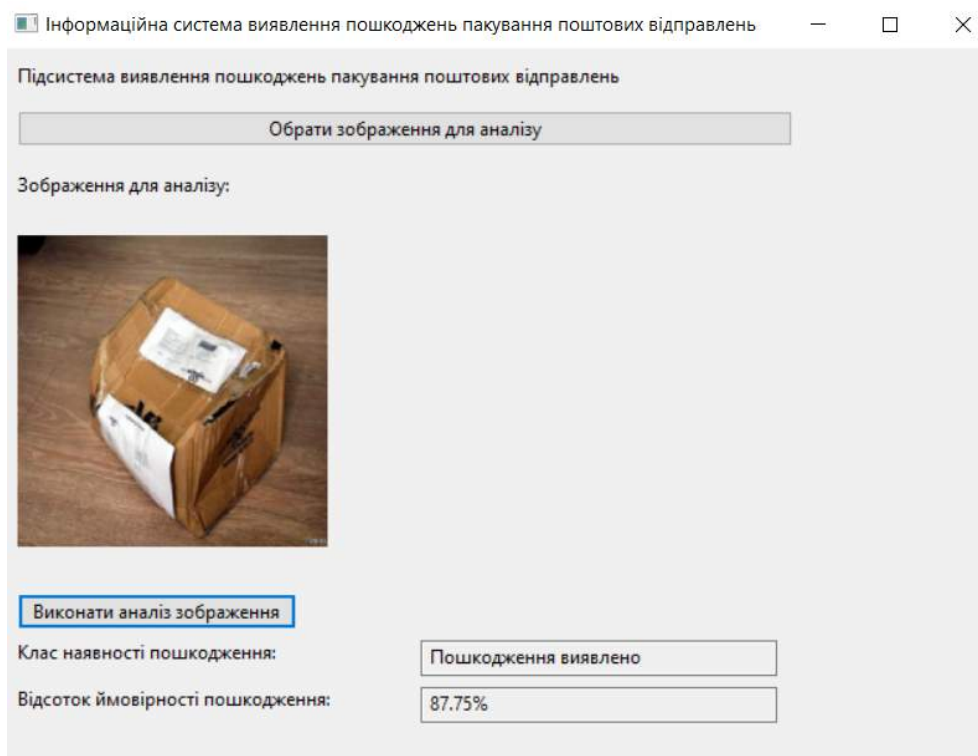 Інформаційна система виявлення пошкоджень пакування поштових відправлень
Підсистема виявлення пошкоджень пакування поштових відправлень
Обрати зображення для аналізу
Зображення для аналізу:
Виконати аналіз зображення
Клас наявності пошкодження:
Пошкодження виявлено
Відсоток ймовірності пошкодження:
87.75%